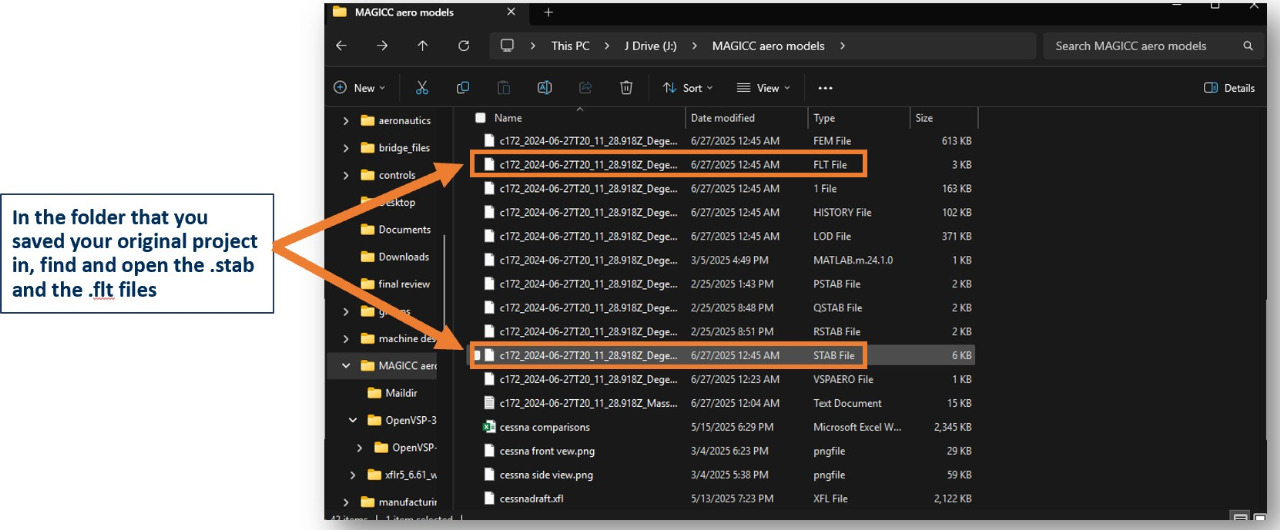 MAGICC aero models
This PC > J Drive (J:) > MAGICC aero models >
Search MAGICC aero models
New
Sort
View
Details
aeronautics
bridge_files
controls
Desktop
Documents
Downloads
final review
machine des
MAGICC aero
Maildir
OpenVSP-3
OpenVSP-
xflr5_6.61_w
manufacturin
In the folder that you
saved your original project
in, find and open the .stab
and the .flt files
Name Date modified Type Size
c172_2024-06-27T20_11_28.918Z_Dege... 6/27/2025 12:45 AM FEM File 613 KB
c172_2024-06-27T20_11_28.918Z_Dege... 6/27/2025 12:45 AM FLT File 3 KB
c172_2024-06-27T20_11_28.918Z_Dege... 6/27/2025 12:45 AM 1 File 163 KB
c172_2024-06-27T20_11_28.918Z_Dege... 6/27/2025 12:45 AM HISTORY File 102 KB
c172_2024-06-27T20_11_28.918Z_Dege... 6/27/2025 12:45 AM LOD File 371 KB
c172_2024-06-27T20_11_28.918Z_Dege... 3/5/2025 4:49 PM MATLAB.m.24.1.0 1 KB
c172_2024-06-27T20_11_28.918Z_Dege... 2/25/2025 1:43 PM PSTAB File 2 KB
c172_2024-06-27T20_11_28.918Z_Dege... 2/25/2025 8:48 PM QSTAB File 2 KB
c172_2024-06-27T20_11_28.918Z_Dege... 2/25/2025 8:51 PM RSTAB File 2 KB
c172_2024-06-27T20_11_28.918Z_Dege... 6/27/2025 12:45 AM STAB File 6 KB
c172_2024-06-27T20_11_28.918Z_Dege... 6/27/2025 12:23 AM VSPAERO File 1 KB
c172_2024-06-27T20_11_28.918Z_Mass... 6/27/2025 12:04 AM Text Document 15 KB
cessna comparisons 5/15/2025 6:29 PM Microsoft Excel W... 2,345 KB
cessna front vew.png 3/4/2025 6:23 PM pngfile 29 KB
cessna side view.png 3/4/2025 5:38 PM pngfile 59 KB
cessnadraft.xfl 5/13/2025 7:23 PM XFL File 2,122 KB